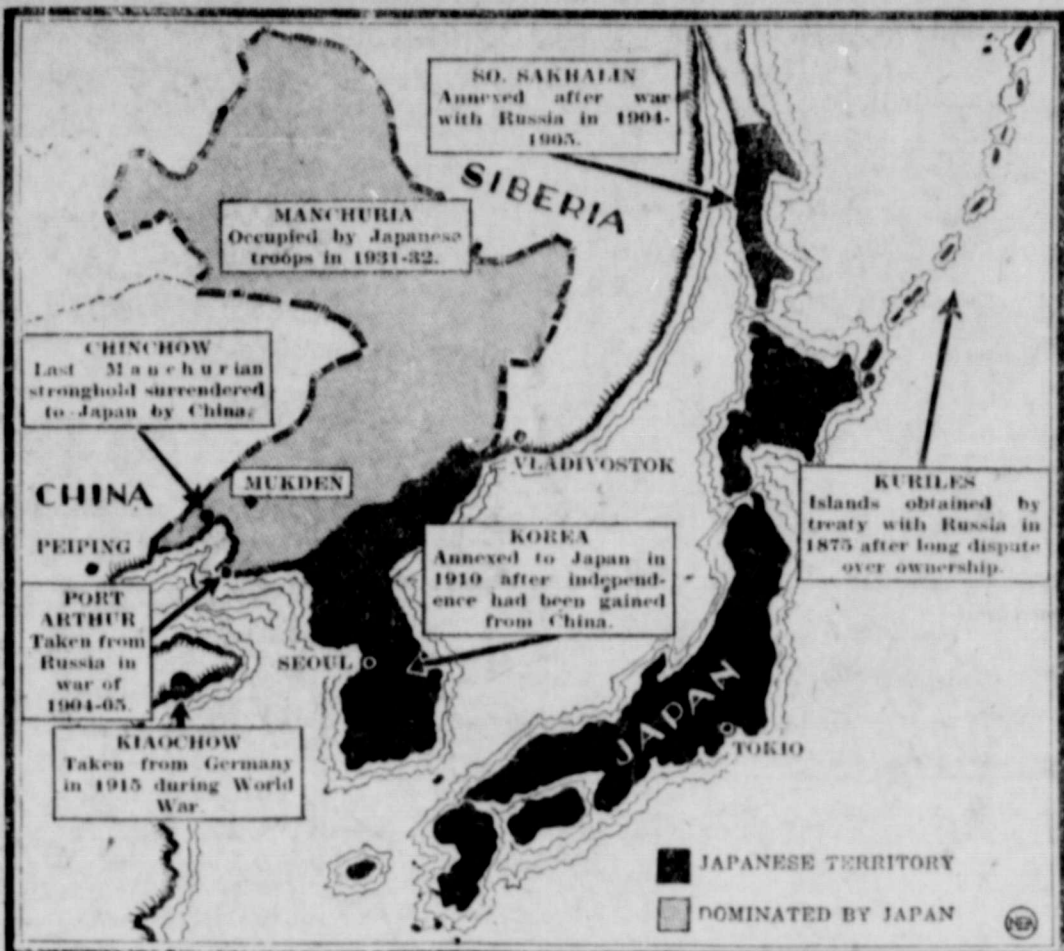 SO. SAKHALIN
Annexed after war
with Russia in 1904-
1905.
SIBERIA
MANCHURIA
Occupied by Japanese
troops in 1931-32.
CHINCHOW
Last Manchurian
stronghold surrendered
to Japan by China.
VLADIVOSTOK
MUKDEN
CHINA
KURILES
Islands obtained by
treaty with Russia in
1875 after long dispute
over ownership.
PEIPING
KOREA
Annexed to Japan in
1910 after independ-
ence had been gained
from China.
PORT
ARTHUR
Taken from
Russia in
war of
1904-05.
SEOUL
JAPAN
TOKIO
KIAOCHOW
Taken from Germany
in 1915 during World
War.
JAPANESE TERRITORY
DOMINATED BY JAPAN
NEA